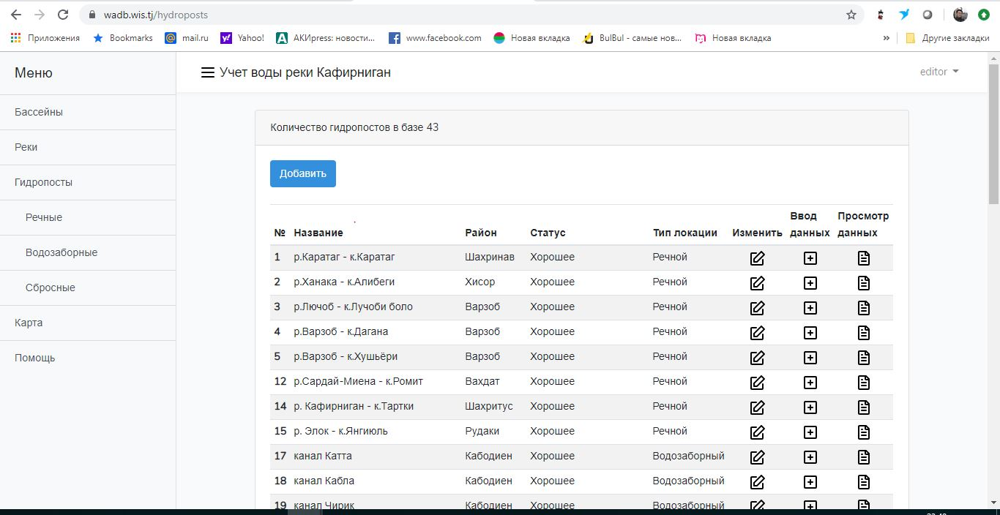 wadb.wis.tj/hydroposts
Приложения Bookmarks mail.ru Yahoo! АКИpress: новости... www.facebook.com Новая вкладка BulBul - самые нов... Новая вкладка » Другие закладки
Меню
Бассейны
Реки
Гидропосты
Речные
Водозаборные
Сбросные
Карта
Помощь
Учет воды реки Кафирниган
editor
Количество гидропостов в базе 43
Добавить
№ Название Район Статус Тип локации Изменить Ввод данных Просмотр данных
1 р.Каратаг - к.Каратаг Шахринав Хорошее Речной
2 р.Ханака - к.Алибеги Хисор Хорошее Речной
3 р.Лючоб - к.Лучоби боло Варзоб Хорошее Речной
4 р.Варзоб - к.Дагана Варзоб Хорошее Речной
5 р.Варзоб - к.Хушьёри Варзоб Хорошее Речной
12 р.Сардай-Миена - к.Ромит Вахдат Хорошее Речной
14 р. Кафирниган - к.Тартки Шахритус Хорошее Речной
15 р. Элок - к.Янгиюль Рудаки Хорошее Речной
17 канал Катта Кабодиен Хорошее Водозаборный
18 канал Кабла Кабодиен Хорошее Водозаборный
19 канал Чирик Кабодиен Хорошее Водозаборный